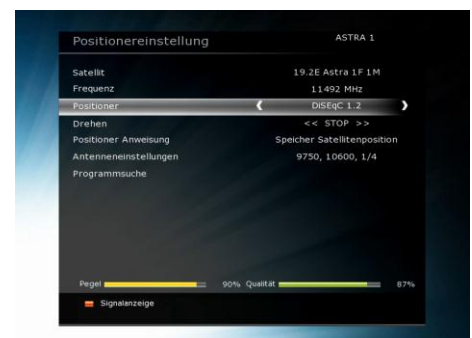 Positionereinstellung ASTRA 1
Satellit 19.2E Astra 1F 1M
Frequenz 11492 MHz
Positioner DiSEqC 1.2
Drehen << STOP >>
Positioner Anweisung Speicher Satellitenposition
Antenneneinstellungen 9750, 10600, 1/4
Programmsuche
Pegel 90% Qualität 87%
Signalanzeige